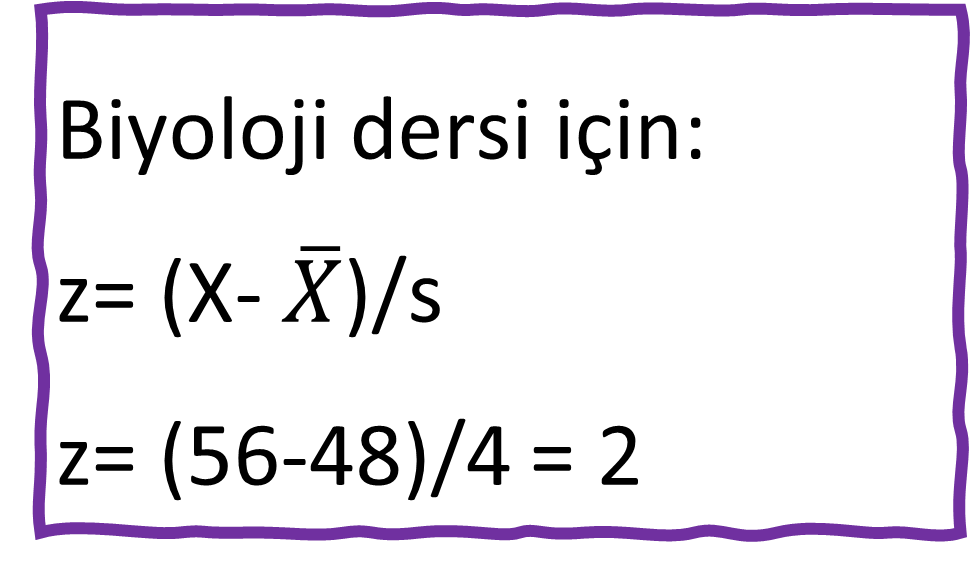 Biyoloji dersi için:
z= (X- X̅)/s
z= (56-48)/4 = 2